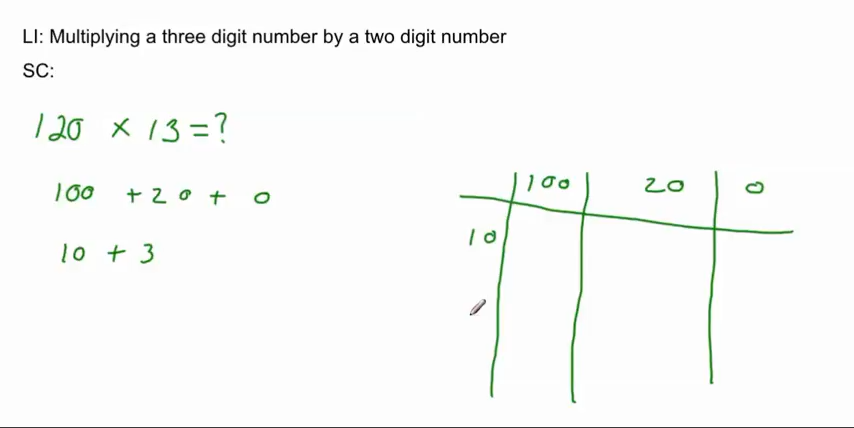 LI: Multiplying a three digit number by a two digit number
SC:
120 × 13 = ?
100 + 20 + 0
10 + 3
100 20 0
10